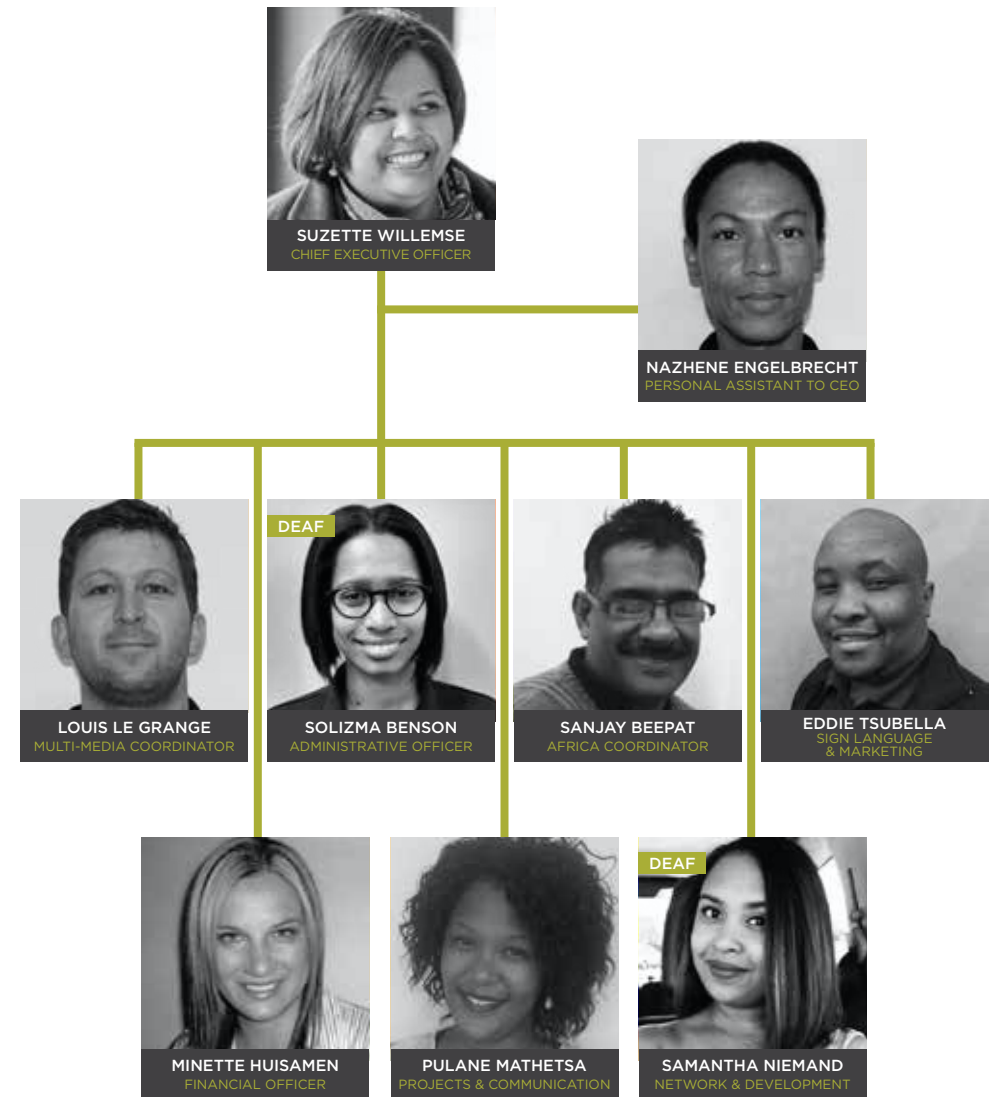 SUZETTE WILLEMSE
CHIEF EXECUTIVE OFFICER
NAZHENE ENGELBRECHT
PERSONAL ASSISTANT TO CEO
LOUIS LE GRANGE
MULTI-MEDIA COORDINATOR
DEAF
SOLIZMA BENSON
ADMINISTRATIVE OFFICER
SANJAY BEEPAT
AFRICA COORDINATOR
EDDIE TSUBELLA
SIGN LANGUAGE
& MARKETING
MINETTE HUISAMEN
FINANCIAL OFFICER
PULANE MATHETSA
PROJECTS & COMMUNICATION
DEAF
SAMANTHA NIEMAND
NETWORK & DEVELOPMENT